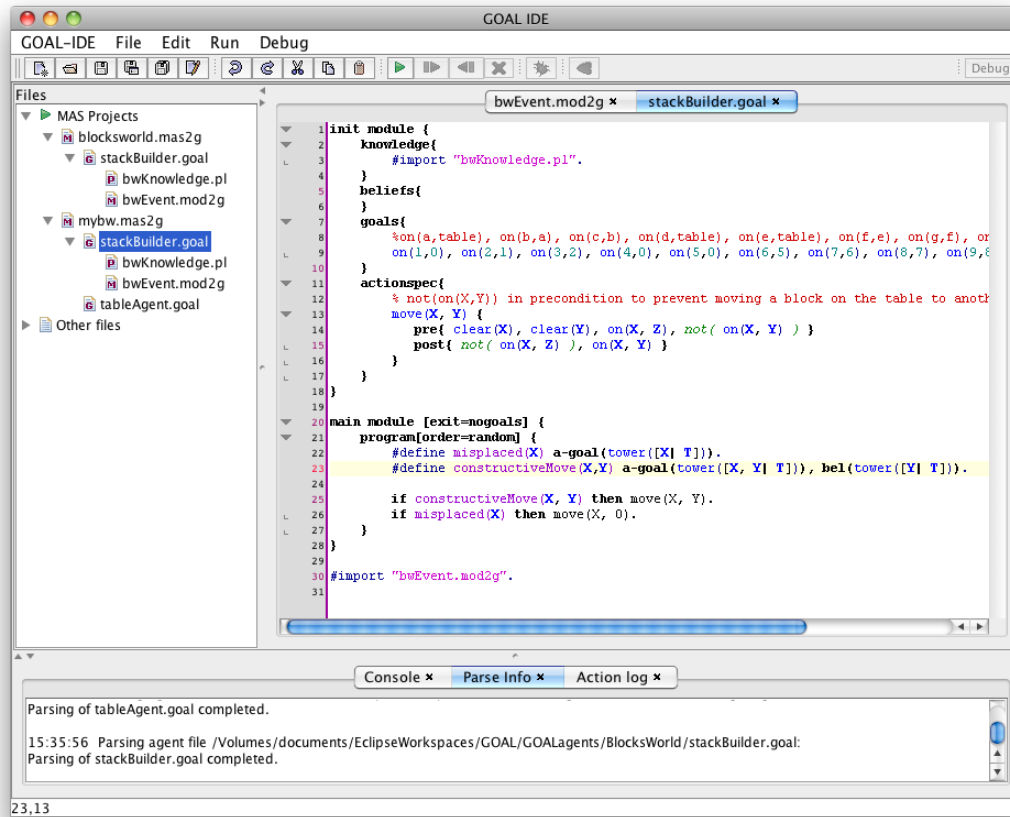 GOAL IDE
GOAL-IDE File Edit Run Debug
Debug
Files
MAS Projects
blocksworld.mas2g
stackBuilder.goal
bwKnowledge.pl
bwEvent.mod2g
mybw.mas2g
stackBuilder.goal
bwKnowledge.pl
bwEvent.mod2g
tableAgent.goal
Other files
bwEvent.mod2g × stackBuilder.goal ×
1 init module {
2 knowledge{
3 #import "bwKnowledge.pl".
4 }
5 beliefs{
6 }
7 goals{
8 %on(a,table), on(b,a), on(c,b), on(d,table), on(e,table), on(f,e), on(g,f), on
9 on(1,0), on(2,1), on(3,2), on(4,0), on(5,0), on(6,5), on(7,6), on(8,7), on(9,8
10 }
11 actionspec{
12 % not(on(X,Y)) in precondition to prevent moving a block on the table to anoth
13 move(X, Y) {
14 pre{ clear(X), clear(Y), on(X, Z), not( on(X, Y) ) }
15 post{ not( on(X, Z) ), on(X, Y) }
16 }
17 }
18 }
19
20 main module [exit=nogoals] {
21 program[order=random] {
22 #define misplaced(X) a-goal(tower([X| T])).
23 #define constructiveMove(X,Y) a-goal(tower([X, Y| T])), bel(tower([Y| T])).
24
25 if constructiveMove(X, Y) then move(X, Y).
26 if misplaced(X) then move(X, 0).
27 }
28 }
29
30 #import "bwEvent.mod2g".
31
Console × Parse Info × Action log ×
Parsing of tableAgent.goal completed.
15:35:56 Parsing agent file /Volumes/documents/EclipseWorkspaces/GOAL/GOALagents/BlocksWorld/stackBuilder.goal:
Parsing of stackBuilder.goal completed.
23,13